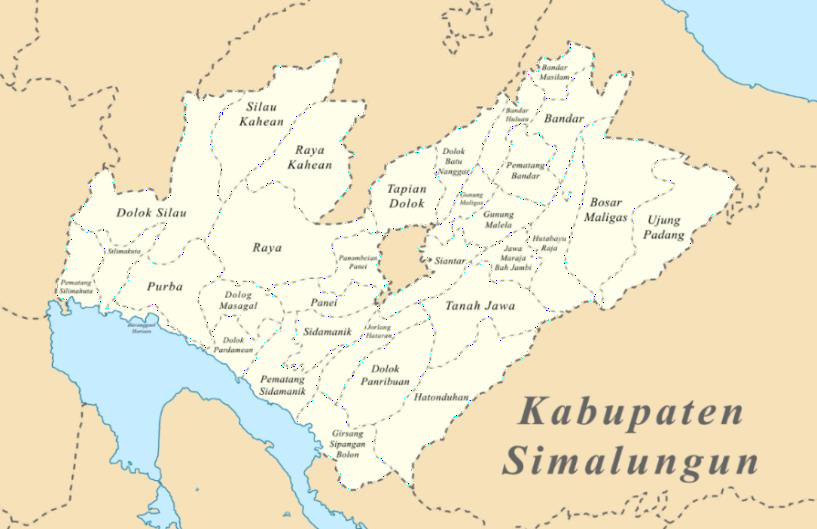 Bandar
Masilam
Silau
Kahean
Bandar
Huluan
Bandar
Raya
Kahean
Dolok
Batu
Nanggar
Pematang
Bandar
Tapian
Dolok
Gunung
Maligas
Bosar
Maligas
Dolok Silau
Gunung
Malela
Ujung
Padang
Raya
Hutabayu
Raja
Silimakuta
Jawa
Maraja
Bah Jambi
Siantar
Panombeian
Panei
Pematang
Silimakuta
Purba
Dolog
Masagal
Panei
Tanah Jawa
Haranggaol
Horison
Sidamanik
Jorlang
Hataran
Dolok
Pardamean
Dolok
Panribuan
Pematang
Sidamanik
Hatonduhan
Girsang
Sipangan
Bolon
Kabupaten
Simalungun